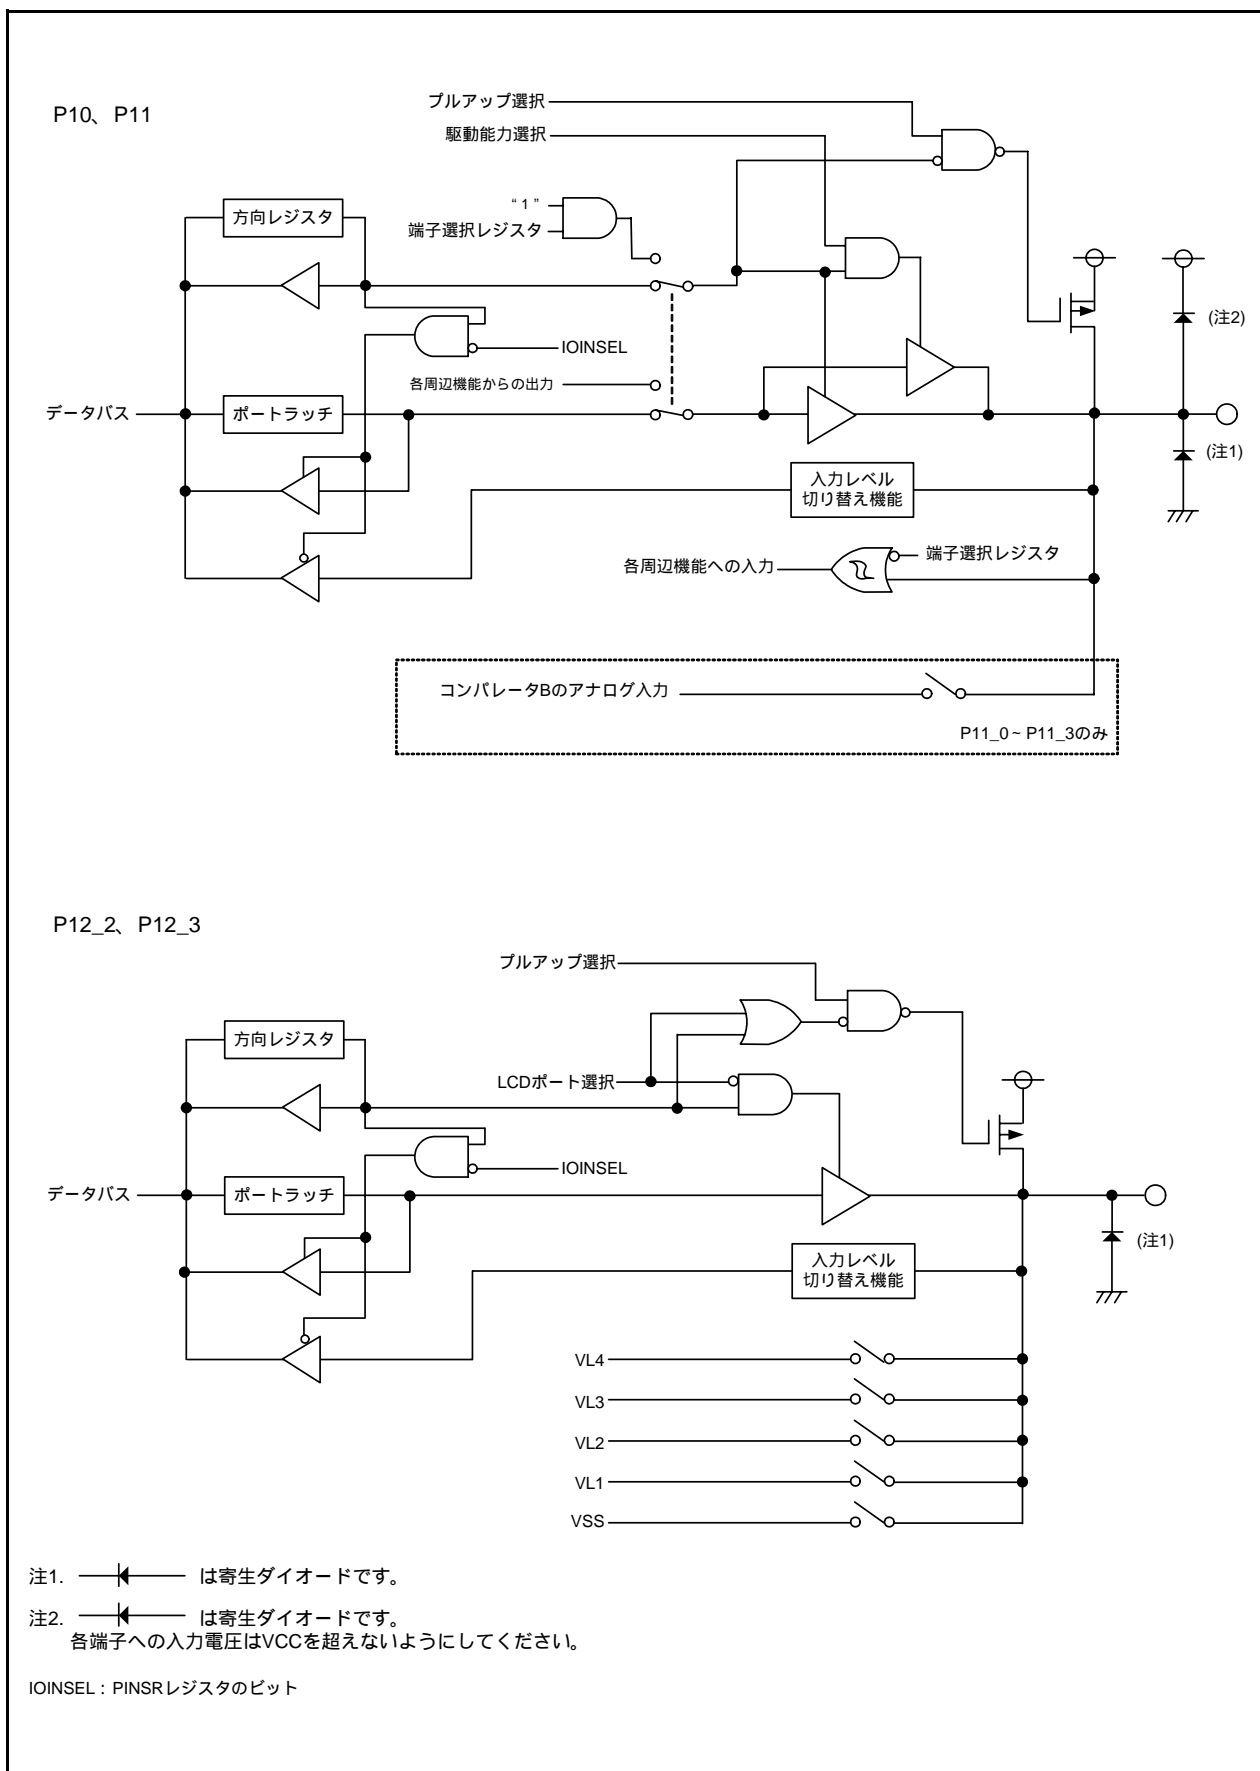 P10、P11
プルアップ選択
駆動能力選択
“1”
端子選択レジスタ
方向レジスタ
IOINSEL
各周辺機能からの出力
データバス
ポートラッチ
(注2)
(注1)
入力レベル
切り替え機能
各周辺機能への入力
端子選択レジスタ
コンパレータBのアナログ入力
P11_0~P11_3のみ
P12_2、P12_3
プルアップ選択
方向レジスタ
LCDポート選択
IOINSEL
データバス
ポートラッチ
(注1)
入力レベル
切り替え機能
VL4
VL3
VL2
VL1
VSS
注1. は寄生ダイオードです。
注2. は寄生ダイオードです。
各端子への入力電圧はVCCを超えないようにしてください。
IOINSEL:PINSRレジスタのビット